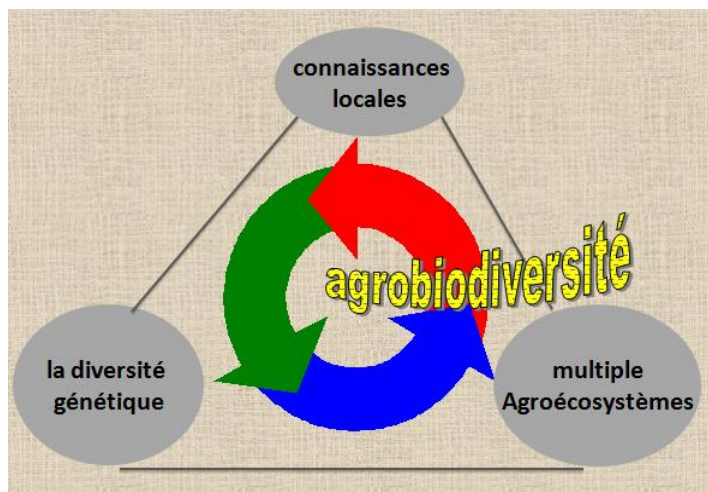 connaissances
locales
agrobiodiversité
la diversité
génétique
multiple
Agroécosystèmes